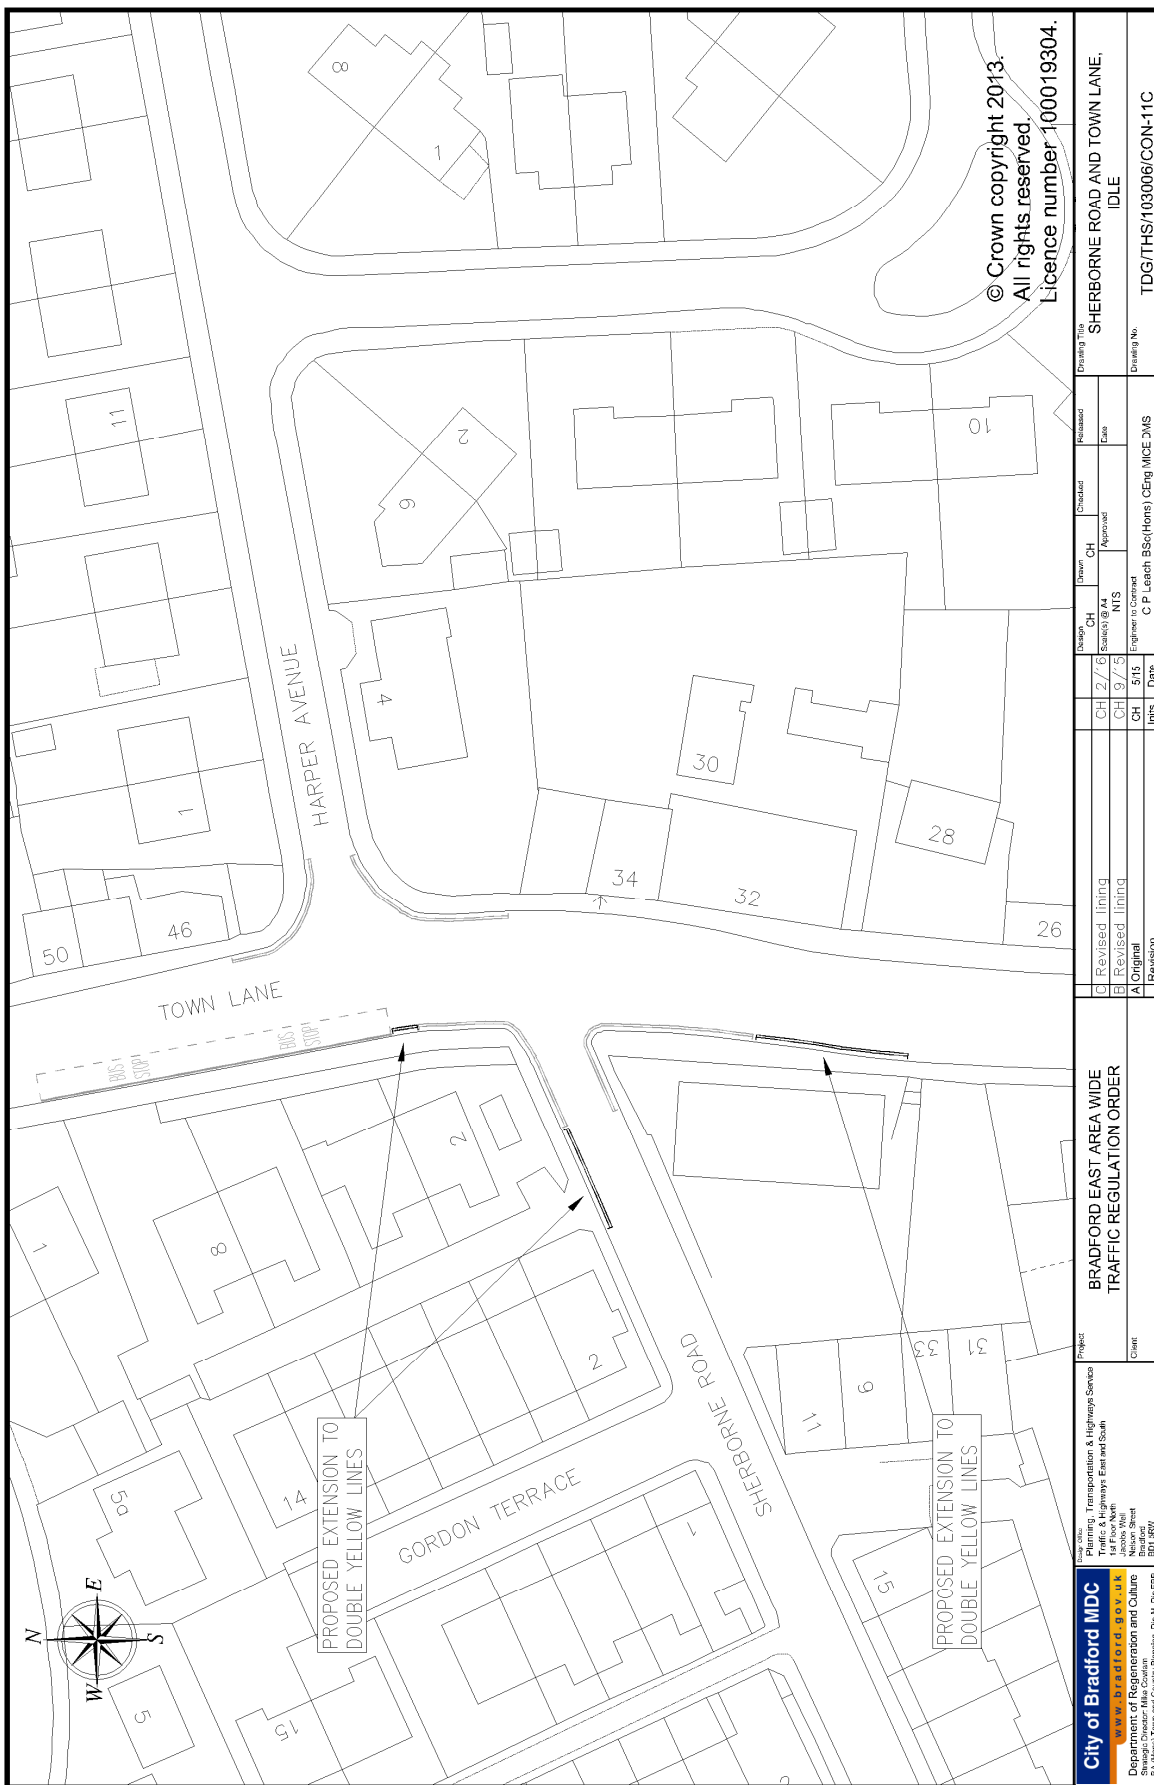 © Crown copyright 2013.
All rights reserved.
Licence number 100019304.
N
E
S
W
TOWN LANE
HARPER AVENUE
SHERBORNE ROAD
GORDON TERRACE
BUS
STOP
BUS
STOP
PROPOSED EXTENSION TO
DOUBLE YELLOW LINES
PROPOSED EXTENSION TO
DOUBLE YELLOW LINES
8
1
11
2
6
10
4
1
50
46
34
32
30
28
26
1
8
2
2
14
5a
5
15
1
11
9
33
31
15
City of Bradford MDC
www.bradford.gov.uk
Department of Regeneration and Culture
Strategic Director: Mike Cowlam
Design Office
Planning, Transportation & Highways Service
Traffic & Highways East and South
1st Floor North
Jacobs Well
Nelson Street
Bradford
BD1 5RW
Project
BRADFORD EAST AREA WIDE
TRAFFIC REGULATION ORDER
Client
C Revised lining CH
B Revised lining CH
A Original CH 5/15
Revision Inits Date
Design CH
Drawn CH
Checked
Released
Scale(s) @ A4 NTS
Approved
Date
Engineer to Contract
C P Leach BSc(Hons) CEng MICE DMS
Drawing Title
SHERBORNE ROAD AND TOWN LANE,
IDLE
Drawing No.
TDG/THS/103006/CON-11C